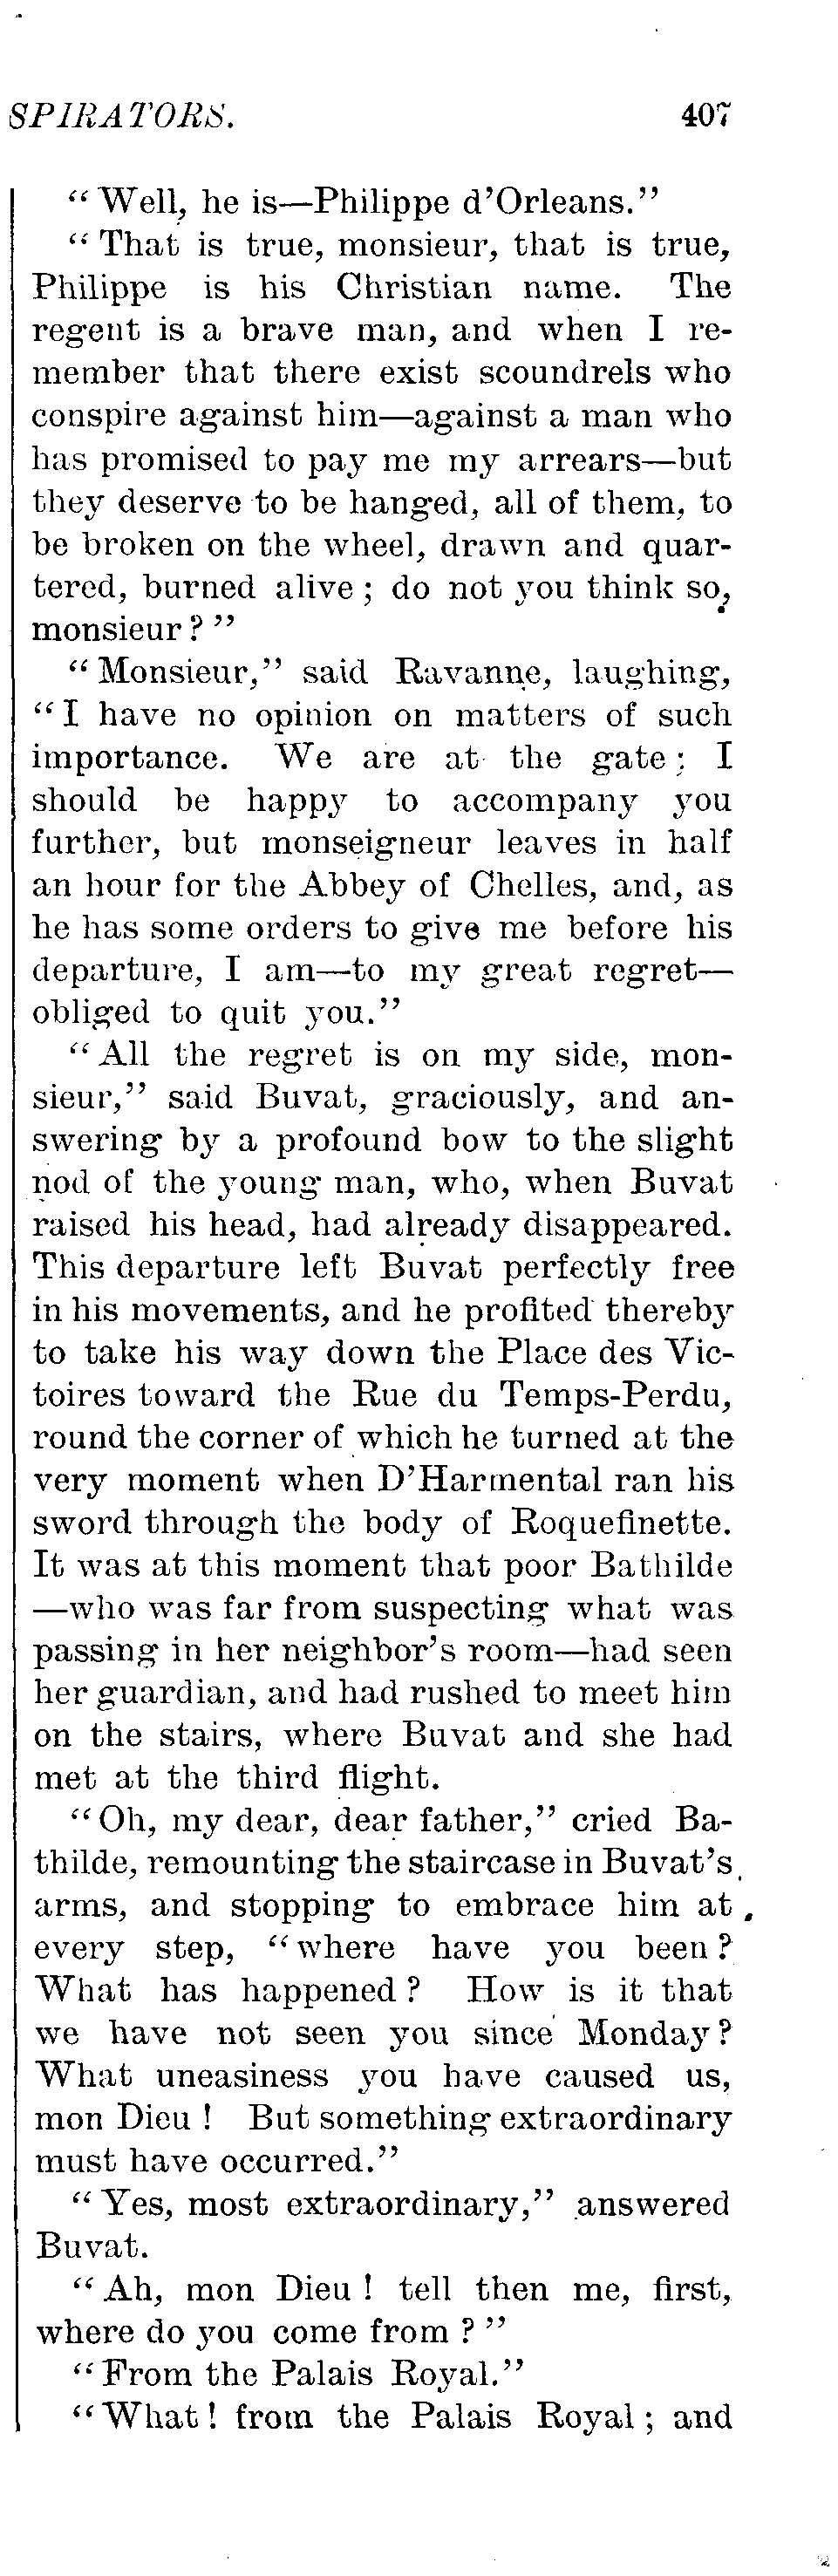 SPIRATORS. 407
“Well, he is—Philippe d’Orleans.”
“That is true, monsieur, that is true,
Philippe is his Christian name. The
regent is a brave man, and when I re-
member that there exist scoundrels who
conspire against him—against a man who
has promised to pay me my arrears—but
they deserve to be hanged, all of them, to
be broken on the wheel, drawn and quar-
tered, burned alive ; do not you think so,
monsieur ? ”
“Monsieur,” said Ravanne, laughing,
“I have no opinion on matters of such
importance. We are at the gate ; I
should be happy to accompany you
further, but monseigneur leaves in half
an hour for the Abbey of Chelles, and, as
he has some orders to give me before his
departure, I am—to my great regret—
obliged to quit you.”
“All the regret is on my side, mon-
sieur,” said Buvat, graciously, and an-
swering by a profound bow to the slight
nod of the young man, who, when Buvat
raised his head, had already disappeared.
This departure left Buvat perfectly free
in his movements, and he profited thereby
to take his way down the Place des Vic-
toires toward the Rue du Temps-Perdu,
round the corner of which he turned at the
very moment when D’Harmental ran his
sword through the body of Roquefinette.
It was at this moment that poor Bathilde
—who was far from suspecting what was
passing in her neighbor’s room—had seen
her guardian, and had rushed to meet him
on the stairs, where Buvat and she had
met at the third flight.
“Oh, my dear, dear father,” cried Ba-
thilde, remounting the staircase in Buvat’s
arms, and stopping to embrace him at
every step, “where have you been ?
What has happened ? How is it that
we have not seen you since Monday ?
What uneasiness you have caused us,
mon Dieu ! But something extraordinary
must have occurred.”
“Yes, most extraordinary,” answered
Buvat.
“Ah, mon Dieu ! tell then me, first,
where do you come from ? ”
“From the Palais Royal.”
“What ! from the Palais Royal ; and